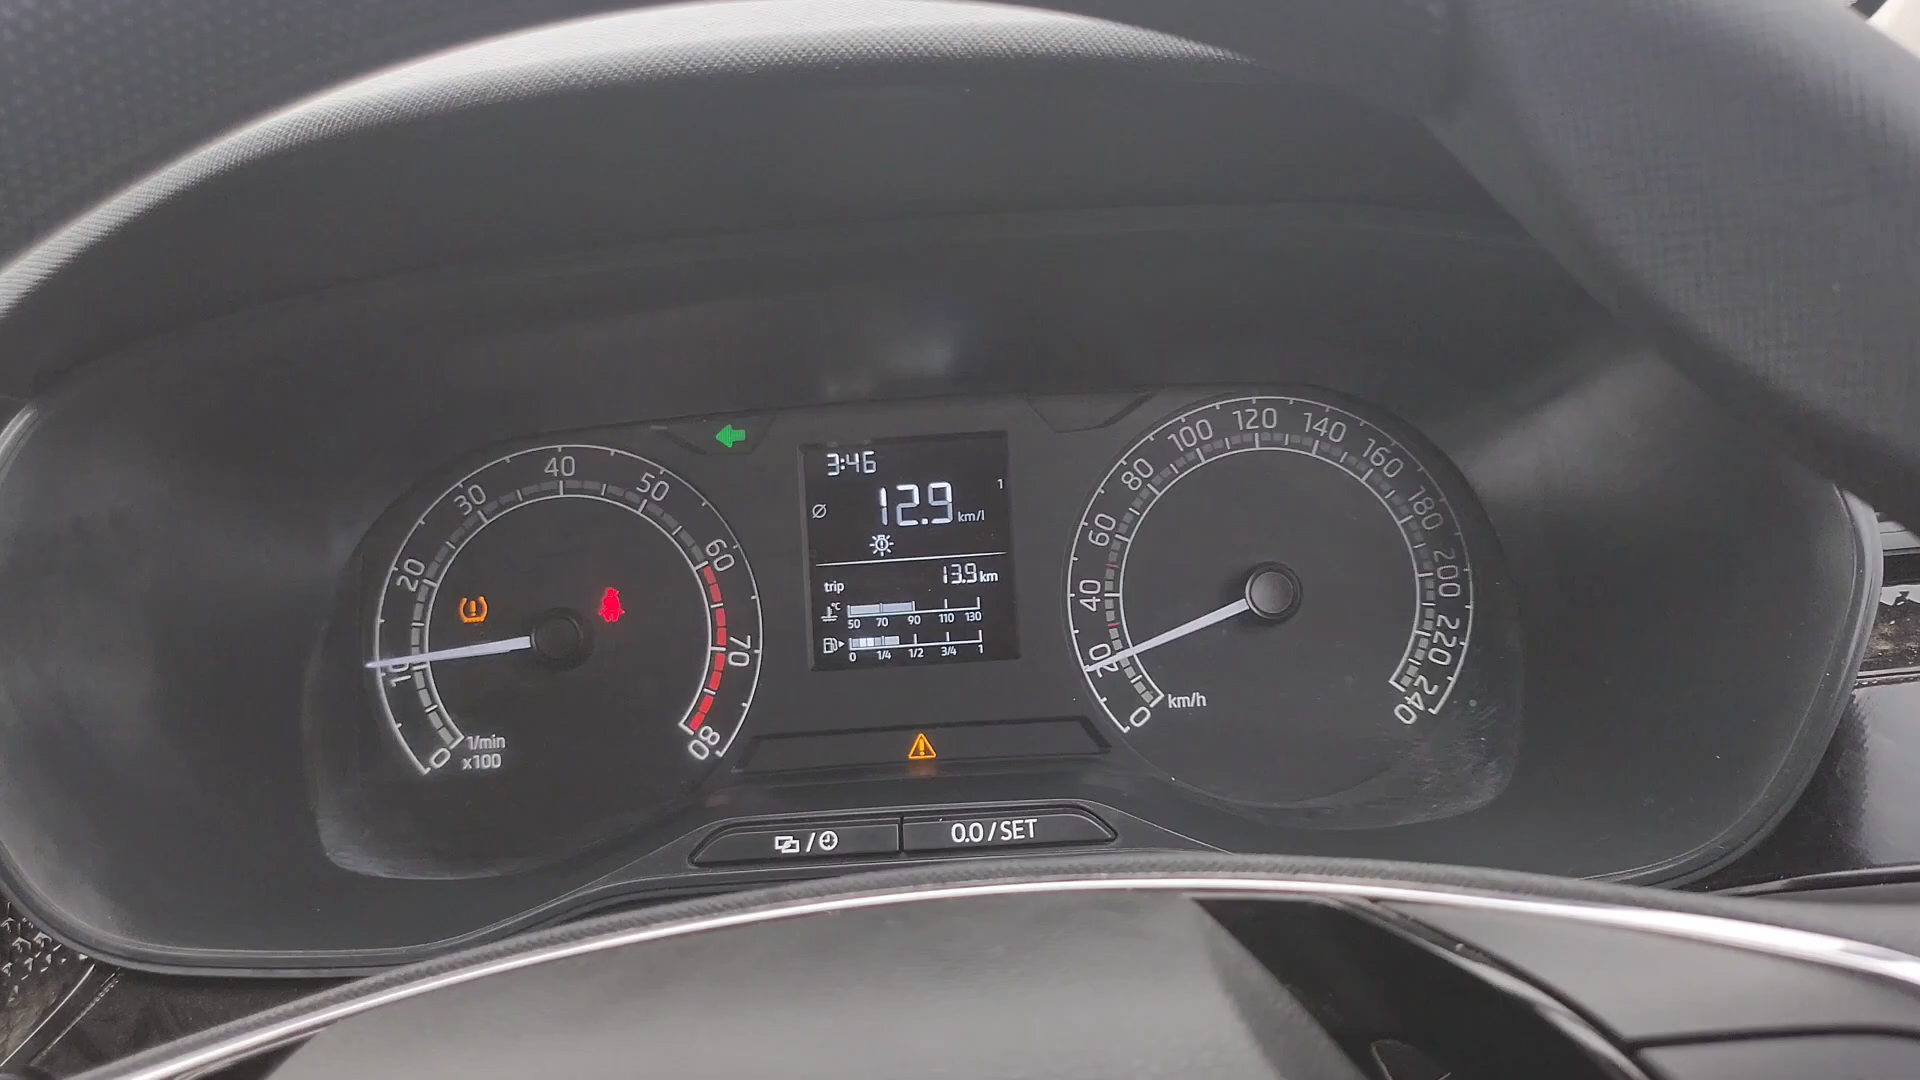 0 10 20 30 40 50 60 70 80
1/min
x100
3:46
1
Ø 12.9 km/l
trip 13.9 km
°C
50 70 90 110 130
0 1/4 1/2 3/4 1
0 20 40 60 80 100 120 140 160 180 200 220 240
km/h
/
0.0 / SET